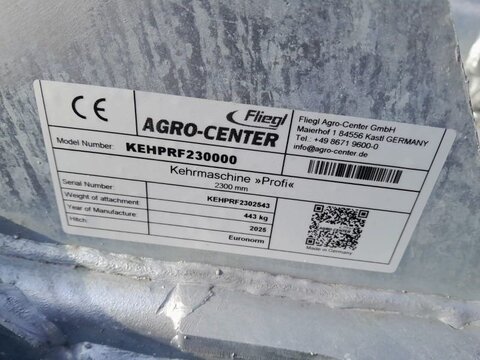 CE
Fliegl
AGRO-CENTER
Fliegl Agro-Center GmbH
Maierhof 1 84556 Kastl GERMANY
Tel.: +49 8671 9600-0
info@agro-center.de
Model Number: KEHPRF230000
Kehrmaschine »Profi«
2300 mm
Serial Number: KEHPRF2302543
Weight of attachment: 443 kg
Year of Manufacture: 2025
Hitch: Euronorm
Made in Germany